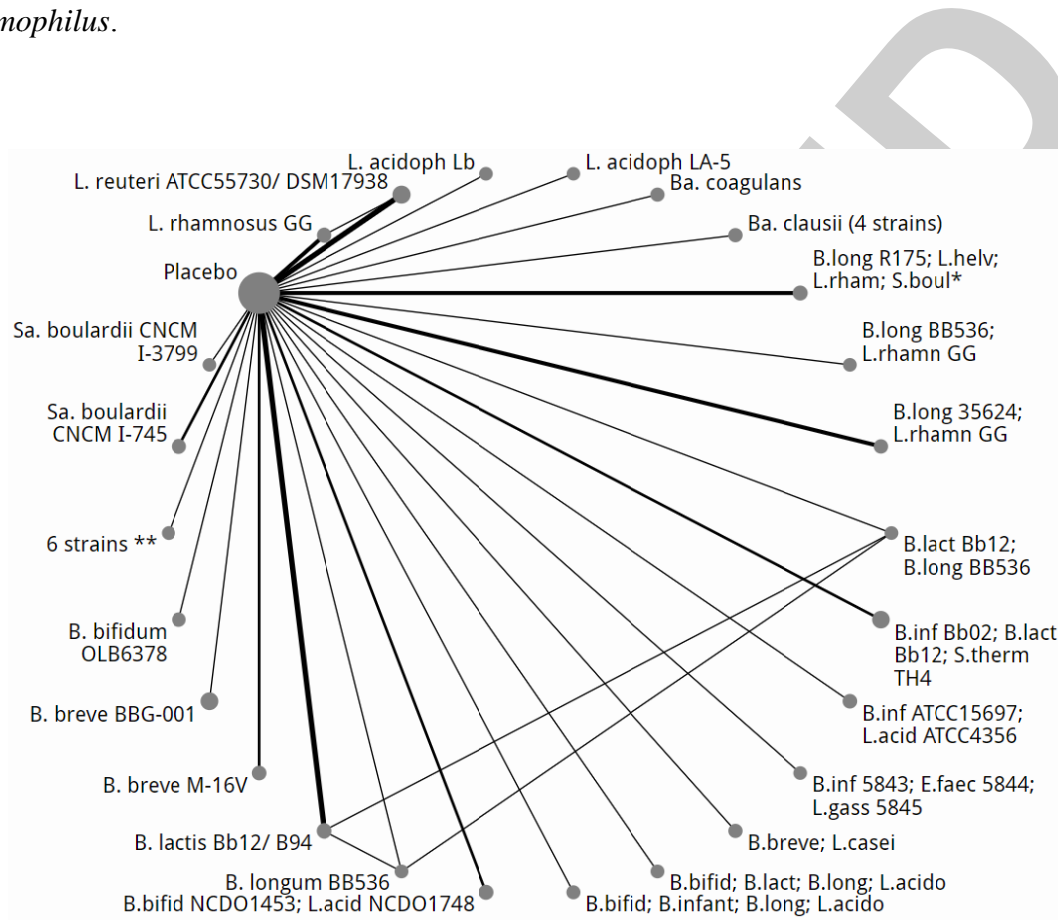 mophilus.
L. acidoph Lb
L. acidoph LA-5
L. reuteri ATCC55730/ DSM17938
Ba. coagulans
L. rhamnosus GG
Ba. clausii (4 strains)
Placebo
B.long R175; L.helv;
L.rham; S.boul*
Sa. boulardii CNCM
I-3799
B.long BB536;
L.rhamn GG
Sa. boulardii
CNCM I-745
B.long 35624;
L.rhamn GG
6 strains **
B.lact Bb12;
B.long BB536
B. bifidum
OLB6378
B.inf Bb02; B.lact
Bb12; S.therm
TH4
B. breve BBG-001
B.inf ATCC15697;
L.acid ATCC4356
B. breve M-16V
B.inf 5843; E.faec 5844;
L.gass 5845
B. lactis Bb12/ B94
B.breve; L.casei
B. longum BB536
B.bifid; B.lact; B.long; L.acido
B.bifid NCDO1453; L.acid NCDO1748
B.bifid; B.infant; B.long; L.acido